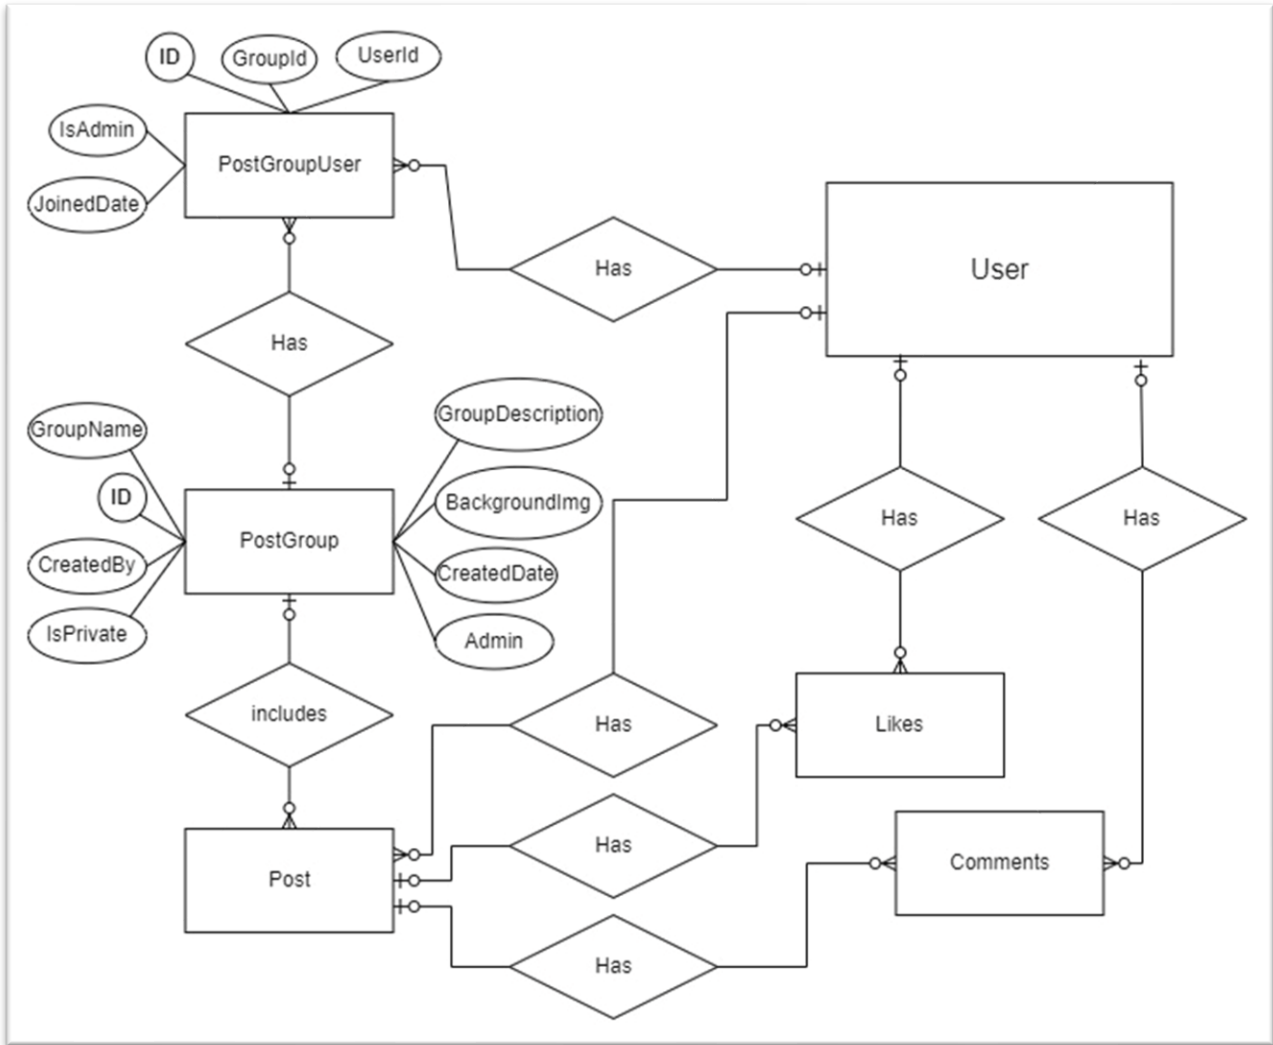 ID
GroupId
UserId
IsAdmin
PostGroupUser
JoinedDate
Has
User
Has
GroupDescription
GroupName
ID
BackgroundImg
Has
Has
PostGroup
CreatedBy
CreatedDate
IsPrivate
Admin
includes
Has
Likes
Has
Comments
Post
Has